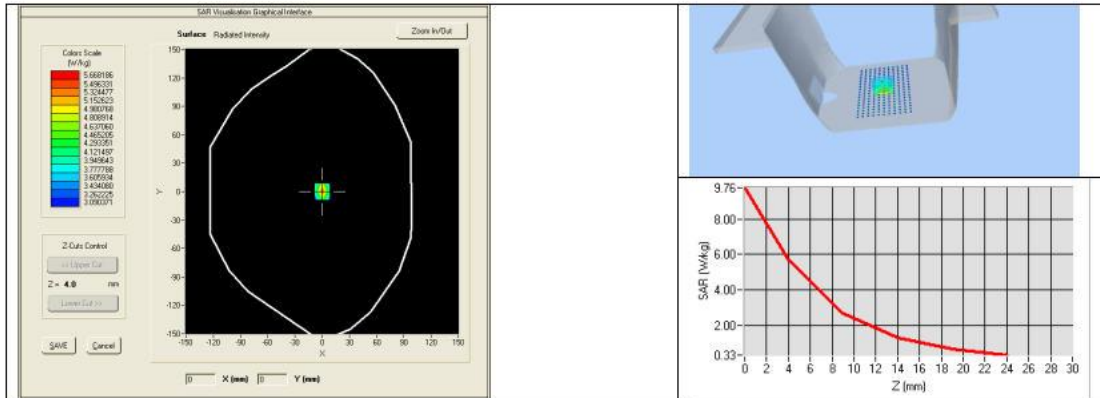 SAR Visualisation Graphical Interface
Surface Radiated Intensity
Zoom In/Out
Colors Scale
(W/kg)
5.668186
5.496331
5.324477
5.152623
4.980768
4.808914
4.637060
4.465205
4.293351
4.121497
3.949643
3.777788
3.605934
3.434080
3.262225
3.090371
Z-Cuts Control
<< Upper Cut
Z = 4.0 mm
Lower Cut >>
SAVE Cancel
150
120
90
60
30
0
-30
-60
-90
-120
-150
Y
-150 -120 -90 -60 -30 0 30 60 90 120 150
X
0 X (mm) 0 Y (mm)
9.76
8.00
6.00
4.00
2.00
0.33
SAR (W/kg)
0 2 4 6 8 10 12 14 16 18 20 22 24 26 28 30
Z (mm)